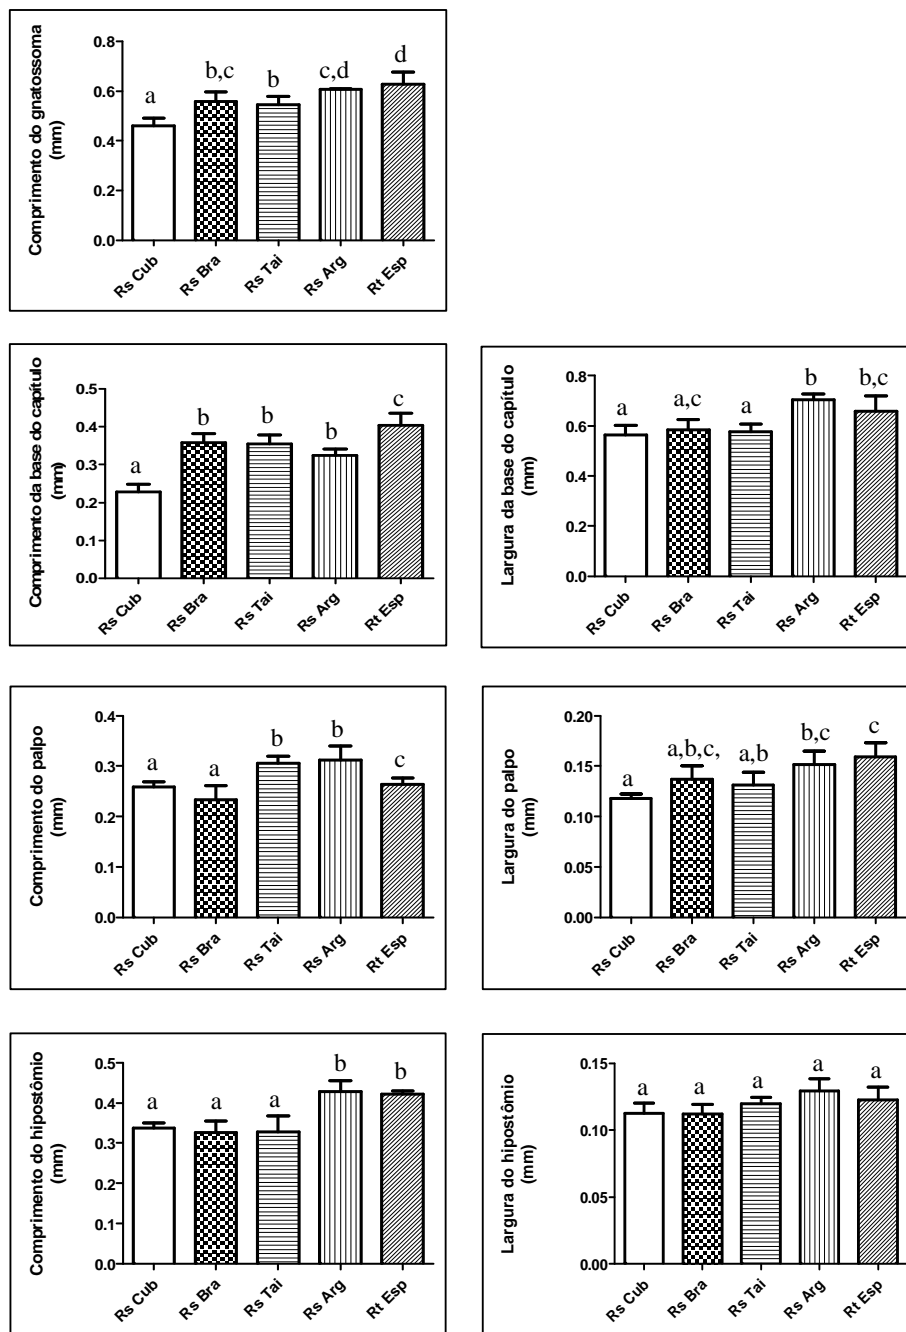 Comprimento do gnatossoma
(mm)
0.8
0.6
0.4
0.2
0.0
a
b,c
b
c,d
d
Rs Cub
Rs Bra
Rs Tai
Rs Arg
Rt Esp
Comprimento da base do capítulo
(mm)
0.5
0.4
0.3
0.2
0.0
a
b
b
b
c
Rs Cub
Rs Bra
Rs Tai
Rs Arg
Rt Esp
Largura da base do capítulo
(mm)
0.8
0.6
0.4
0.2
0.0
a
a,c
a
b
b,c
Rs Cub
Rs Bra
Rs Tai
Rs Arg
Rt Esp
Comprimento do palpo
(mm)
0.4
0.3
0.2
0.0
a
a
b
b
c
Rs Cub
Rs Bra
Rs Tai
Rs Arg
Rt Esp
Largura do palpo
(mm)
0.20
0.15
0.10
0.05
0.00
a
a,b,c,
a,b
b,c
c
Rs Cub
Rs Bra
Rs Tai
Rs Arg
Rt Esp
Comprimento do hipostômio
(mm)
0.5
0.4
0.3
0.2
0.1
0.0
a
a
a
b
b
Rs Cub
Rs Bra
Rs Tai
Rs Arg
Rt Esp
Largura do hipostômio
(mm)
0.15
0.10
0.05
0.00
a
a
a
a
a
Rs Cub
Rs Bra
Rs Tai
Rs Arg
Rt Esp